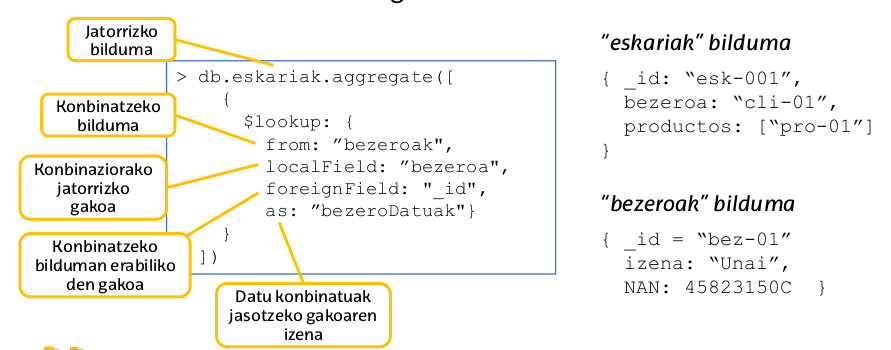 Jatorrizko
bilduma
> db.eskariak.aggregate([
{
Konbinatzeko
bilduma
$lookup: {
from: ”bezeroak",
Konbinaziorako
jatorrizko
gakoa
localField: ”bezeroa",
foreignField: "_id",
as: ”bezeroDatuak"}
}
])
Konbinatzeko
bilduman erabiliko
den gakoa
Datu konbinatuak
jasotzeko gakoaren
izena
“eskariak” bilduma
{ _id: “esk-001”,
bezeroa: “cli-01”,
productos: [“pro-01”]
}
“bezeroak” bilduma
{ _id = “bez-01”
izena: “Unai”,
NAN: 45823150C }